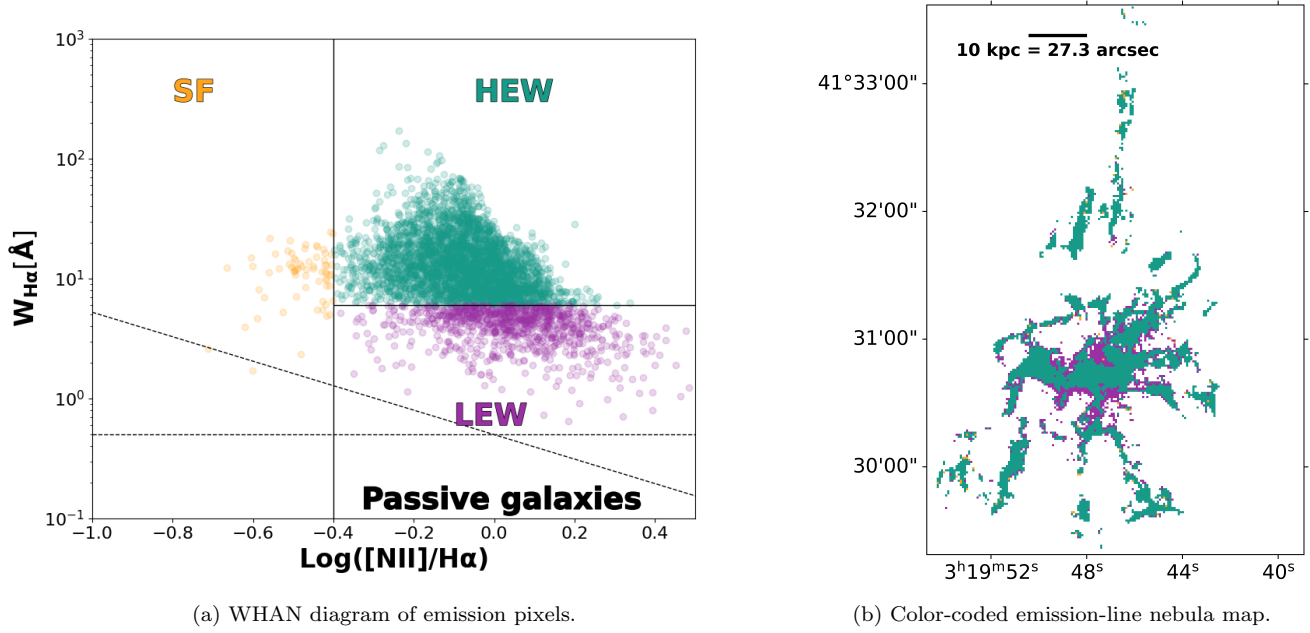 10³
10²
10¹
10⁰
10⁻¹
W_Hα[Å]
SF
HEW
LEW
Passive galaxies
−1.0 −0.8 −0.6 −0.4 −0.2 0.0 0.2 0.4
Log([NII]/Hα)
(a) WHAN diagram of emission pixels.
10 kpc = 27.3 arcsec
41°33'00"
32'00"
31'00"
30'00"
3ʰ19ᵐ52ˢ 48ˢ 44ˢ 40ˢ
(b) Color-coded emission-line nebula map.